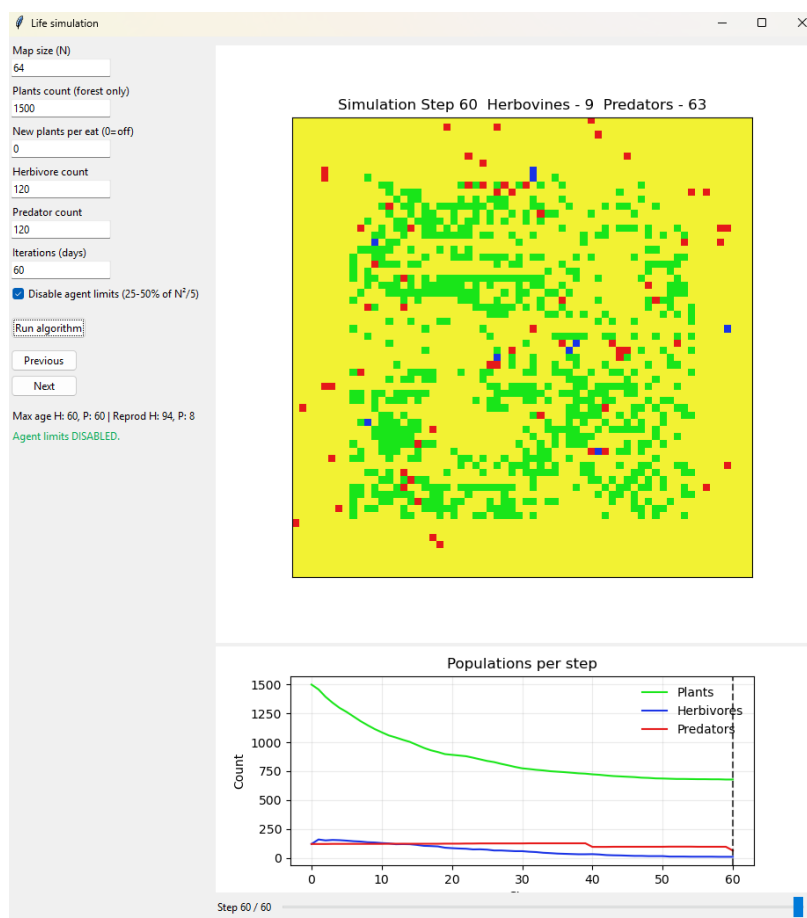 Life simulation
Map size (N)
64
Plants count (forest only)
1500
New plants per eat (0=off)
0
Herbivore count
120
Predator count
120
Iterations (days)
60
Disable agent limits (25-50% of N²/5)
Run algorithm
Previous
Next
Max age H: 60, P: 60 | Reprod H: 94, P: 8
Agent limits DISABLED.
Simulation Step 60 Herbovines - 9 Predators - 63
Populations per step
Count
1500
1250
1000
750
500
250
0
Plants
Herbivores
Predators
0 10 20 30 40 50 60
Step 60 / 60